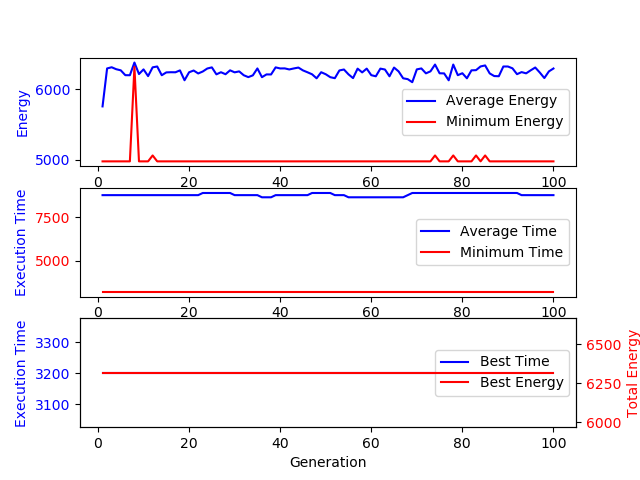 6000
5000
Energy
Average Energy
Minimum Energy
0 20 40 60 80 100
7500
5000
Execution Time
Average Time
Minimum Time
0 20 40 60 80 100
3300
3200
3100
Execution Time
Best Time
Best Energy
6500
6250
6000
Total Energy
0 20 40 60 80 100
Generation